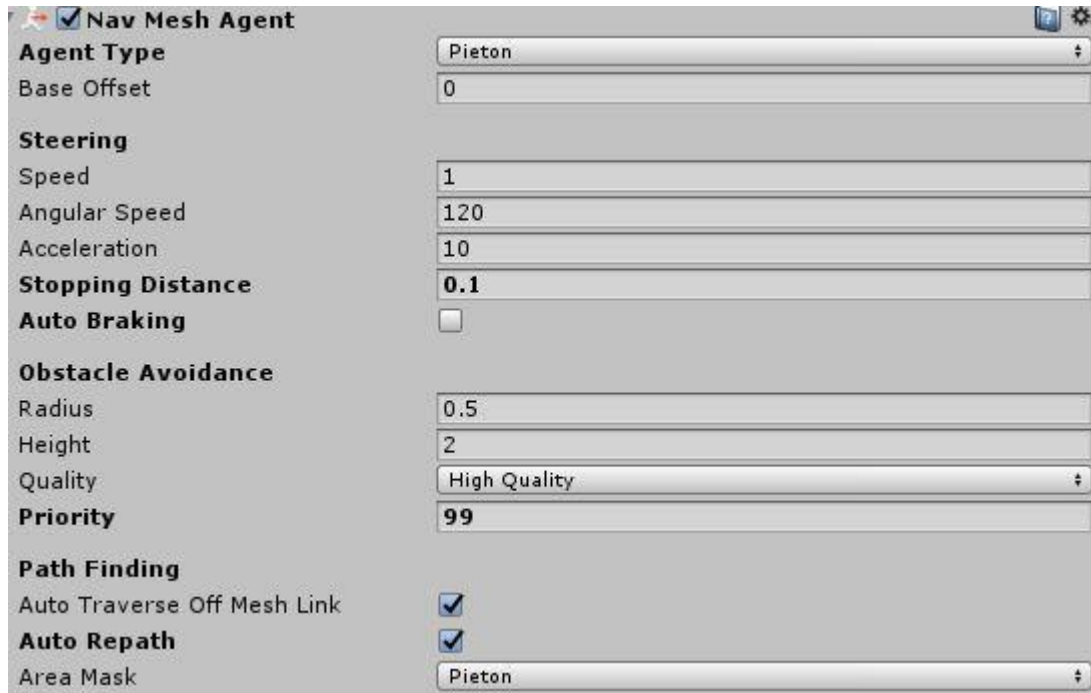 Nav Mesh Agent
Agent Type Pieton
Base Offset 0
Steering
Speed 1
Angular Speed 120
Acceleration 10
Stopping Distance 0.1
Auto Braking
Obstacle Avoidance
Radius 0.5
Height 2
Quality High Quality
Priority 99
Path Finding
Auto Traverse Off Mesh Link
Auto Repath
Area Mask Pieton